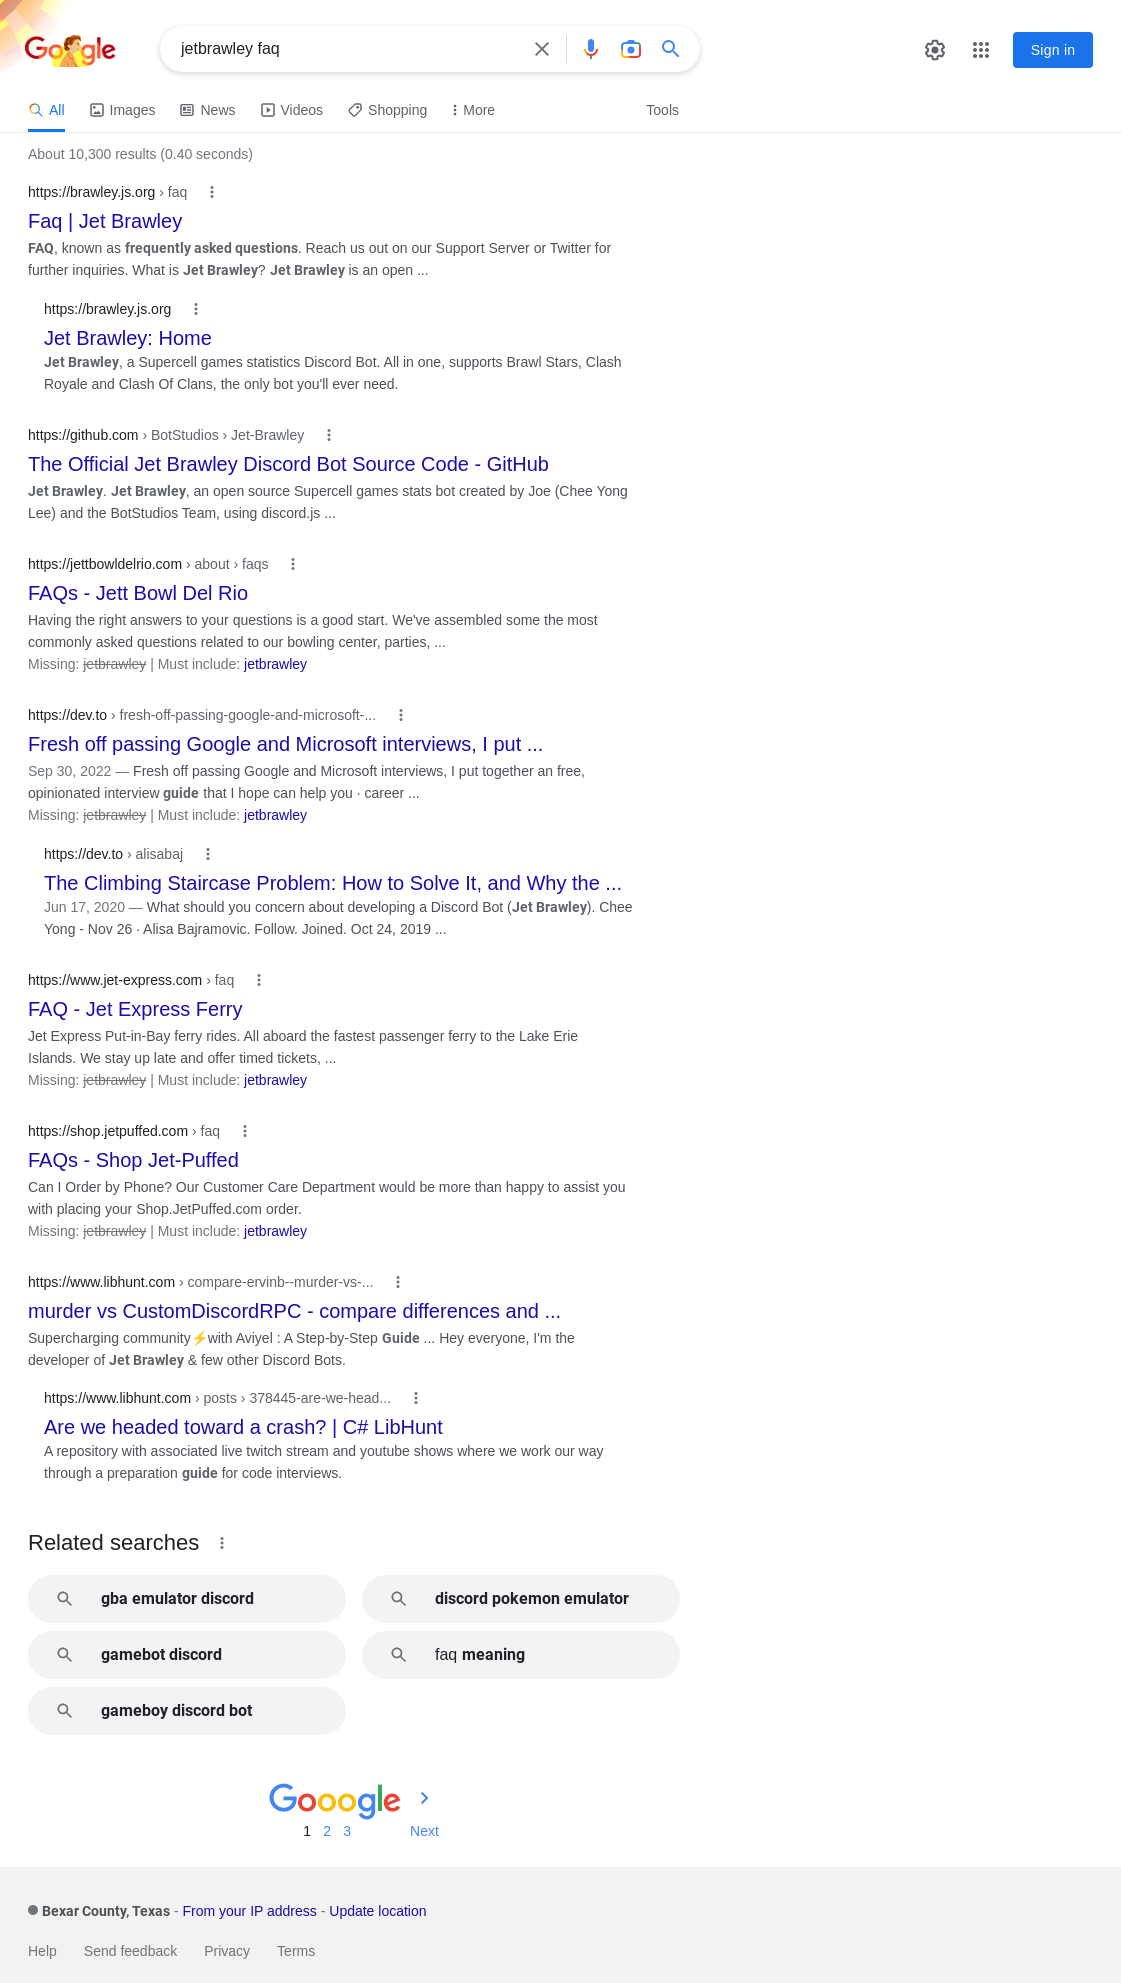 Google
jetbrawley faq
Sign in
All
Images
News
Videos
Shopping
More
Tools
About 10,300 results (0.40 seconds)
https://brawley.js.org › faq
Faq | Jet Brawley
FAQ, known as frequently asked questions. Reach us out on our Support Server or Twitter for
further inquiries. What is Jet Brawley? Jet Brawley is an open ...
https://brawley.js.org
Jet Brawley: Home
Jet Brawley, a Supercell games statistics Discord Bot. All in one, supports Brawl Stars, Clash
Royale and Clash Of Clans, the only bot you'll ever need.
https://github.com › BotStudios › Jet-Brawley
The Official Jet Brawley Discord Bot Source Code - GitHub
Jet Brawley. Jet Brawley, an open source Supercell games stats bot created by Joe (Chee Yong
Lee) and the BotStudios Team, using discord.js ...
https://jettbowldelrio.com › about › faqs
FAQs - Jett Bowl Del Rio
Having the right answers to your questions is a good start. We've assembled some the most
commonly asked questions related to our bowling center, parties, ...
Missing: jetbrawley | Must include: jetbrawley
https://dev.to › fresh-off-passing-google-and-microsoft-...
Fresh off passing Google and Microsoft interviews, I put ...
Sep 30, 2022 — Fresh off passing Google and Microsoft interviews, I put together an free,
opinionated interview guide that I hope can help you · career ...
Missing: jetbrawley | Must include: jetbrawley
https://dev.to › alisabaj
The Climbing Staircase Problem: How to Solve It, and Why the ...
Jun 17, 2020 — What should you concern about developing a Discord Bot (Jet Brawley). Chee
Yong - Nov 26 · Alisa Bajramovic. Follow. Joined. Oct 24, 2019 ...
https://www.jet-express.com › faq
FAQ - Jet Express Ferry
Jet Express Put-in-Bay ferry rides. All aboard the fastest passenger ferry to the Lake Erie
Islands. We stay up late and offer timed tickets, ...
Missing: jetbrawley | Must include: jetbrawley
https://shop.jetpuffed.com › faq
FAQs - Shop Jet-Puffed
Can I Order by Phone? Our Customer Care Department would be more than happy to assist you
with placing your Shop.JetPuffed.com order.
Missing: jetbrawley | Must include: jetbrawley
https://www.libhunt.com › compare-ervinb--murder-vs-...
murder vs CustomDiscordRPC - compare differences and ...
Supercharging community⚡with Aviyel : A Step-by-Step Guide ... Hey everyone, I'm the
developer of Jet Brawley & few other Discord Bots.
https://www.libhunt.com › posts › 378445-are-we-head...
Are we headed toward a crash? | C# LibHunt
A repository with associated live twitch stream and youtube shows where we work our way
through a preparation guide for code interviews.
Related searches
gba emulator discord
discord pokemon emulator
gamebot discord
faq meaning
gameboy discord bot
Gooogle
1 2 3 Next
Bexar County, Texas - From your IP address - Update location
Help Send feedback Privacy Terms